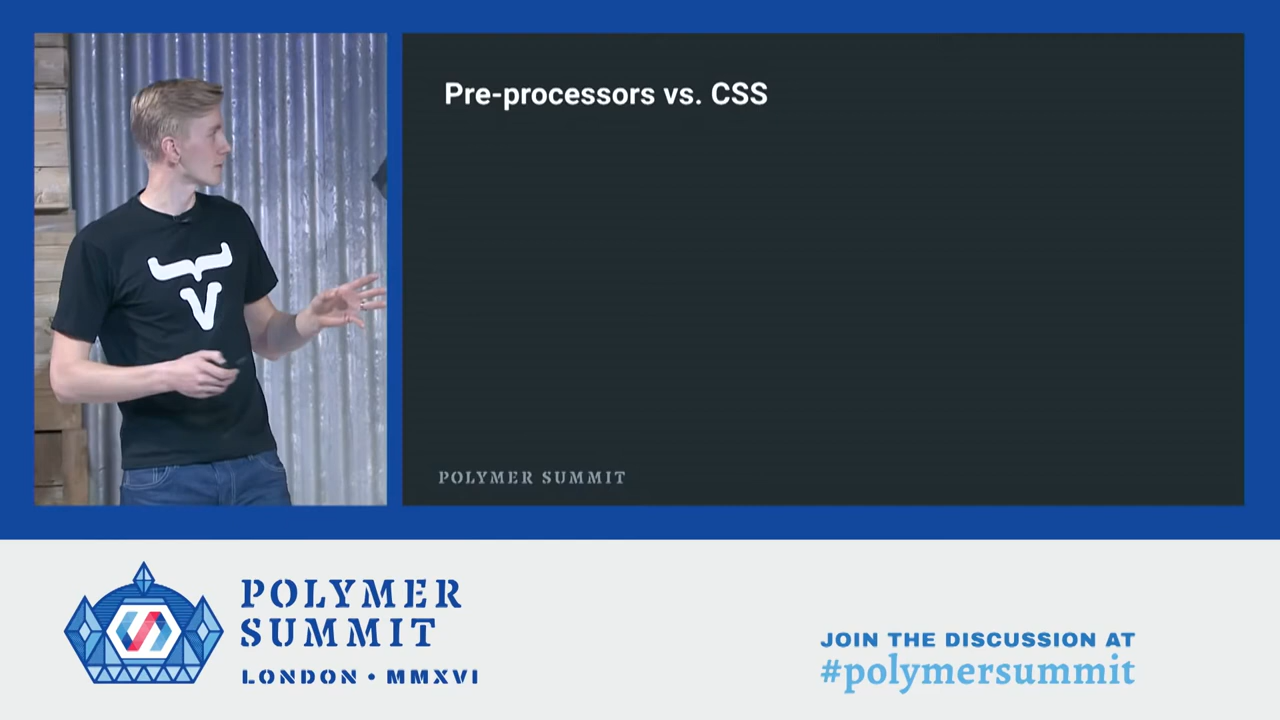 Pre-processors vs. CSS
POLYMER SUMMIT
POLYMER
SUMMIT
LONDON • MMXVI
JOIN THE DISCUSSION AT
#polymersummit